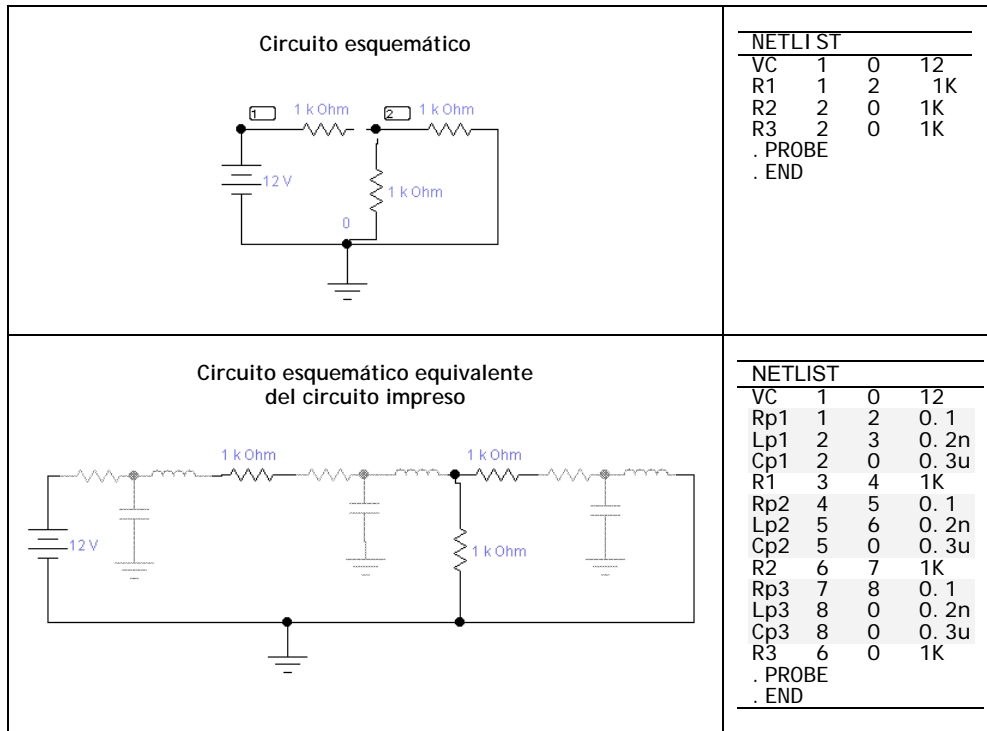 Circuito esquemático
1 1 k Ohm 2 1 k Ohm
12 V
1 k Ohm
0
NETLIST
VC 1 0 12
R1 1 2 1K
R2 2 0 1K
R3 2 0 1K
. PROBE
. END
Circuito esquemático equivalente
del circuito impreso
1 k Ohm 1 k Ohm
12 V
1 k Ohm
NETLIST
VC 1 0 12
Rp1 1 2 0. 1
Lp1 2 3 0. 2n
Cp1 2 0 0. 3u
R1 3 4 1K
Rp2 4 5 0. 1
Lp2 5 6 0. 2n
Cp2 5 0 0. 3u
R2 6 7 1K
Rp3 7 8 0. 1
Lp3 8 0 0. 2n
Cp3 8 0 0. 3u
R3 6 0 1K
. PROBE
. END